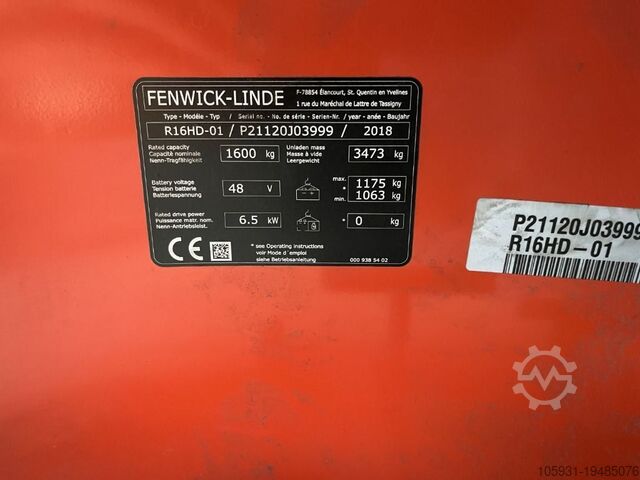 FENWICK-LINDE
F-78854 Élancourt, St. Quentin en Yvelines
1 rue du Maréchal de Lattre de Tassigny
Type - Modèle - Typ / Serial no. - No. de série - Serien-Nr. / year - année - Baujahr
R16HD-01 / P21120J03999 / 2018
Rated capacity
Capacité nominale
Nenn-Tragfähigkeit
1600 kg
Unladen mass
Masse à vide
Leergewicht
3473 kg
Battery voltage
Tension batterie
Batteriespannung
48 V
max.
*
min.
1175 kg
1063 kg
Rated drive power
Puissance matr. nom.
Nenn-Antriebsleist.
6.5 kW
* 0 kg
CE
* see Operating instructions
voir Mode d'emploi
siehe Betriebsanleitung
000 938 54 02
P21120J03999
R16HD-01
105931-19485076